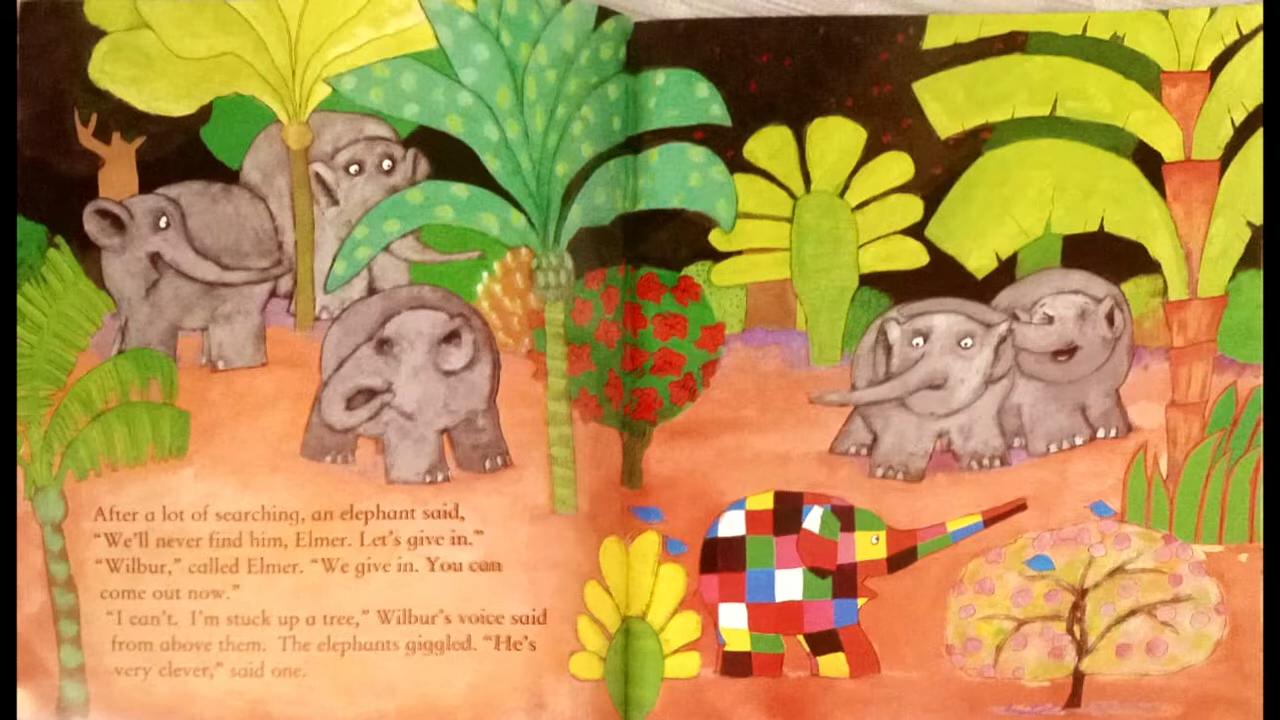 After a lot of searching, an elephant said,
"We'll never find him, Elmer. Let's give in."
"Wilbur," called Elmer. "We give in. You can
come out now."
"I can't. I'm stuck up a tree," Wilbur's voice said
from above them. The elephants giggled. "He's
very clever," said one.